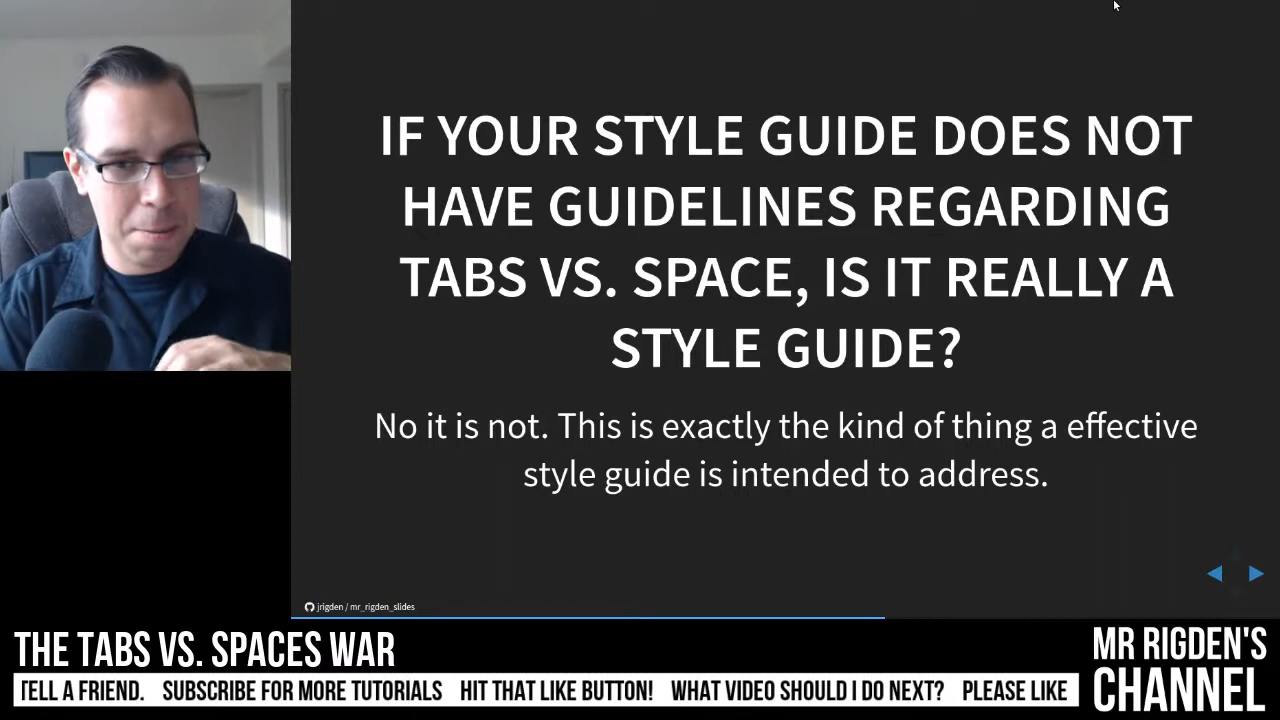 IF YOUR STYLE GUIDE DOES NOT
HAVE GUIDELINES REGARDING
TABS VS. SPACE, IS IT REALLY A
STYLE GUIDE?
No it is not. This is exactly the kind of thing a effective
style guide is intended to address.
jrigden / mr_rigden_slides
THE TABS VS. SPACES WAR
TELL A FRIEND. SUBSCRIBE FOR MORE TUTORIALS HIT THAT LIKE BUTTON! WHAT VIDEO SHOULD I DO NEXT? PLEASE LIKE
MR RIGDEN'S
CHANNEL